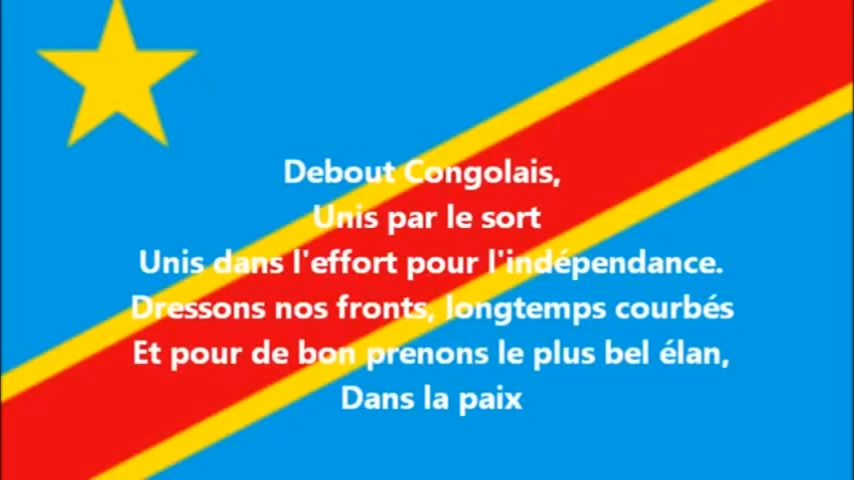 Debout Congolais,
Unis par le sort
Unis dans l'effort pour l'indépendance.
Dressons nos fronts, longtemps courbés
Et pour de bon prenons le plus bel élan,
Dans la paix